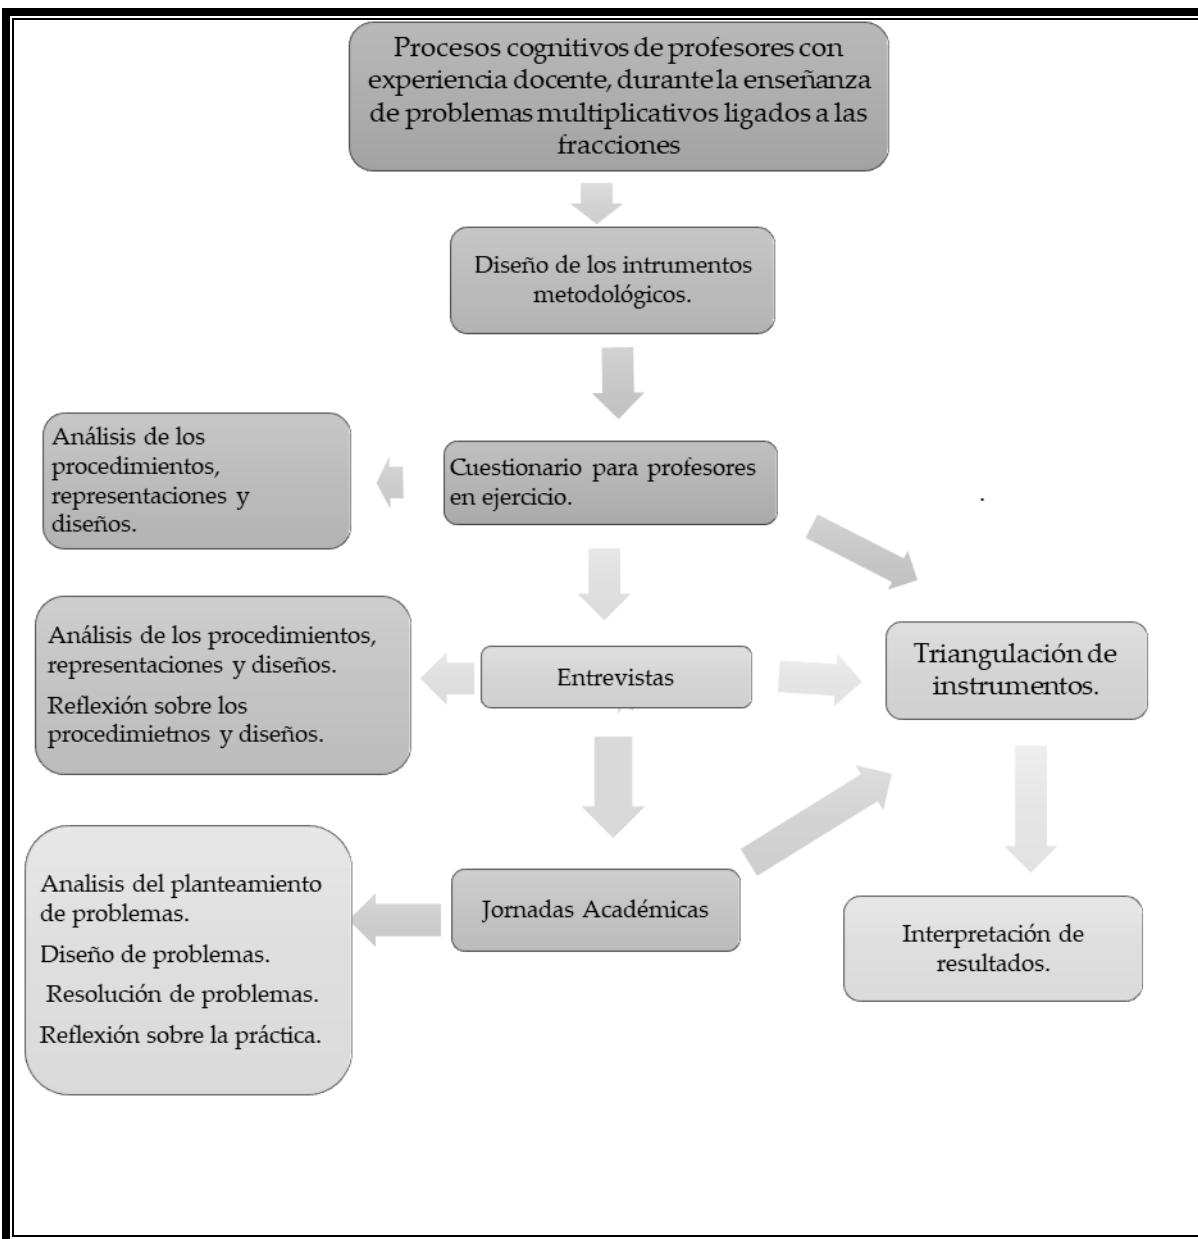 Procesos cognitivos de profesores con
experiencia docente, durante la enseñanza
de problemas multiplicativos ligados a las
fracciones
Diseño de los intrumentos
metodológicos.
Análisis de los
procedimientos,
representaciones y
diseños.
Cuestionario para profesores
en ejercicio.
.
Análisis de los procedimientos,
representaciones y diseños.
Reflexión sobre los
procedimietnos y diseños.
Entrevistas
Triangulación de
instrumentos.
Analisis del planteamiento
de problemas.
Diseño de problemas.
Resolución de problemas.
Reflexión sobre la práctica.
Jornadas Académicas
Interpretación de
resultados.